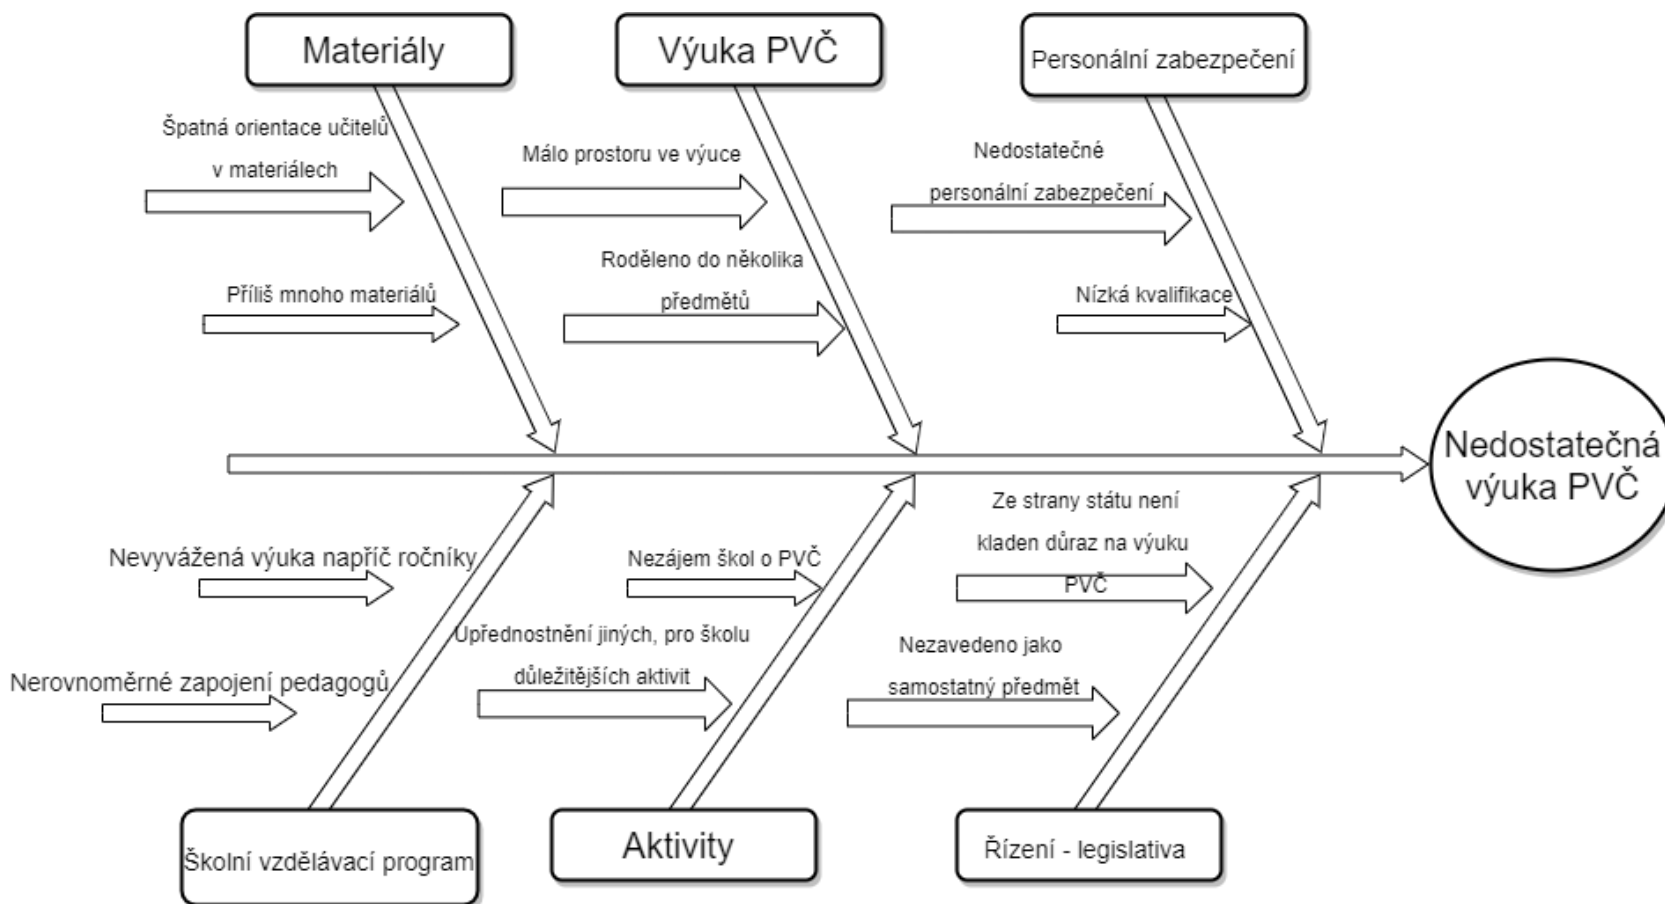 Materiály
Výuka PVČ
Personální zabezpečení
Špatná orientace učitelů
v materiálech
Málo prostoru ve výuce
Nedostatečné
personální zabezpečení
Příliš mnoho materiálů
Roděleno do několika
předmětů
Nízká kvalifikace
Nedostatečná
výuka PVČ
Nevyvážená výuka napříč ročníky
Nezájem škol o PVČ
Ze strany státu není
kladen důraz na výuku
PVČ
Nerovnoměrné zapojení pedagogů
Upřednostnění jiných, pro školu
důležitějších aktivit
Nezavedeno jako
samostatný předmět
Školní vzdělávací program
Aktivity
Řízení - legislativa